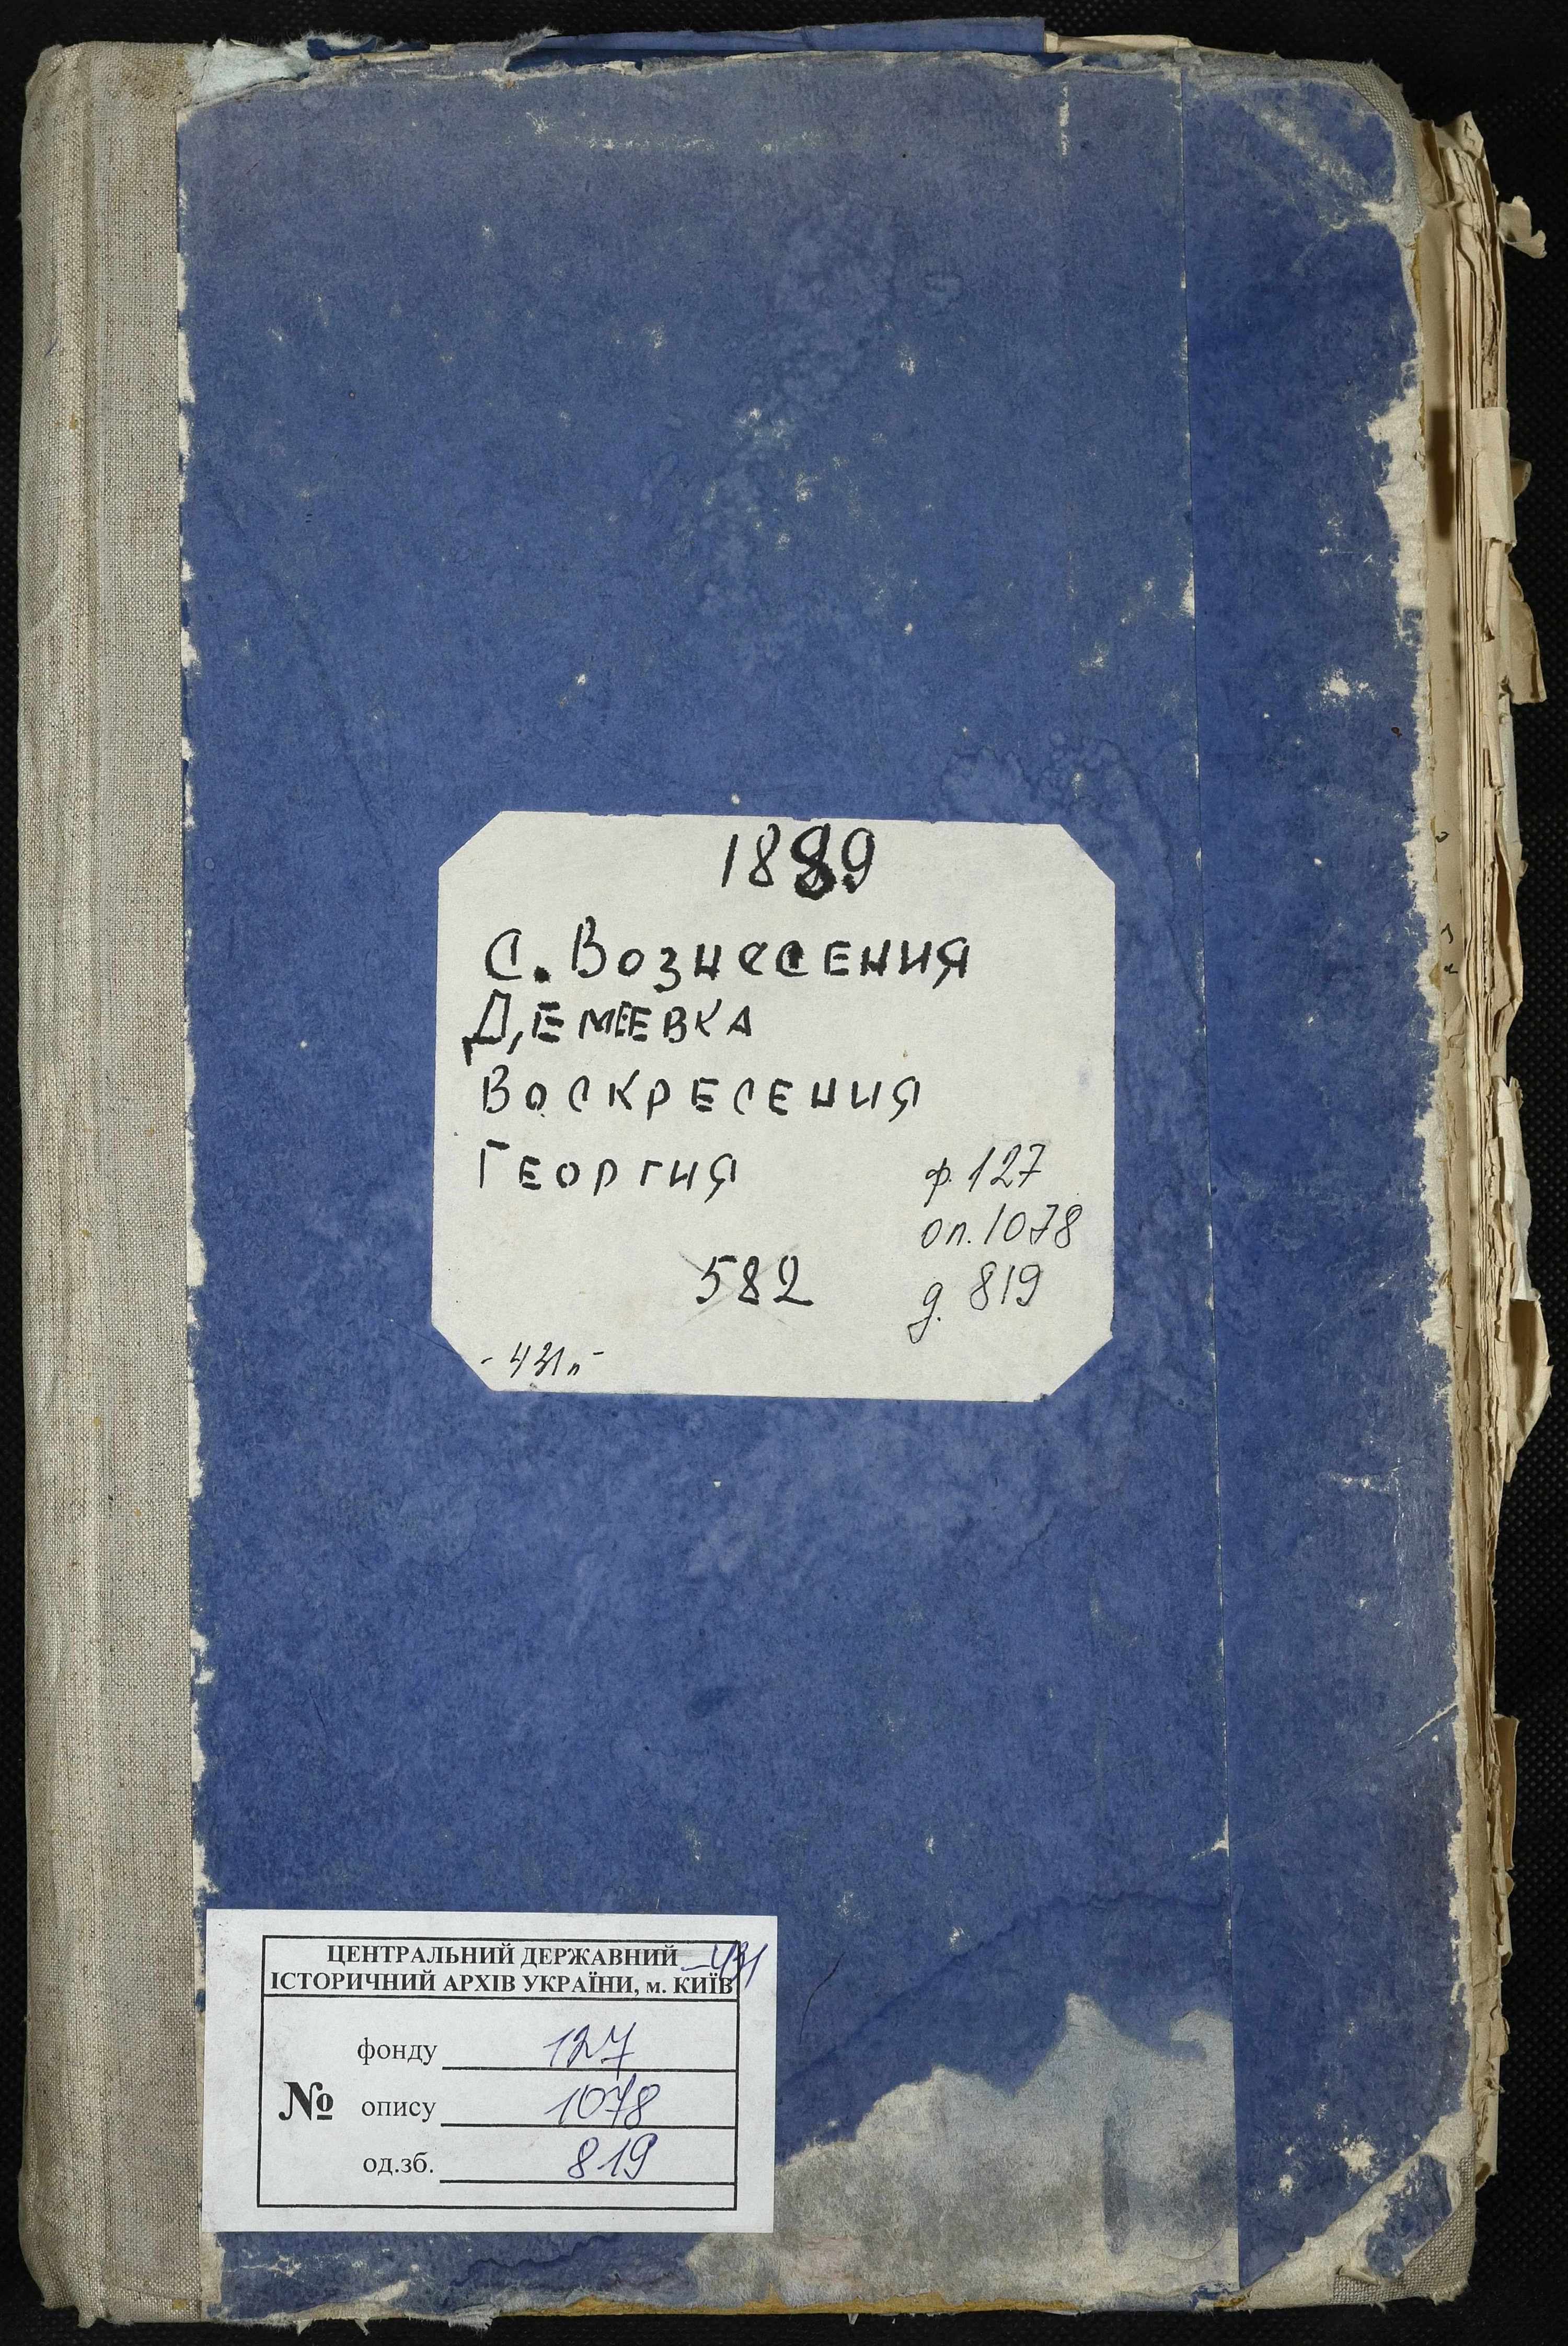 1889
С. Вознесения
Демеевка
Воскресения
Георгия
ф. 127
оп. 1078
д. 819
582
- 431 л -
ЦЕНТРАЛЬНИЙ ДЕРЖАВНИЙ
ІСТОРИЧНИЙ АРХІВ УКРАЇНИ, м. КИЇВ
-431
фонду 127
№ опису 1078
од.зб. 819